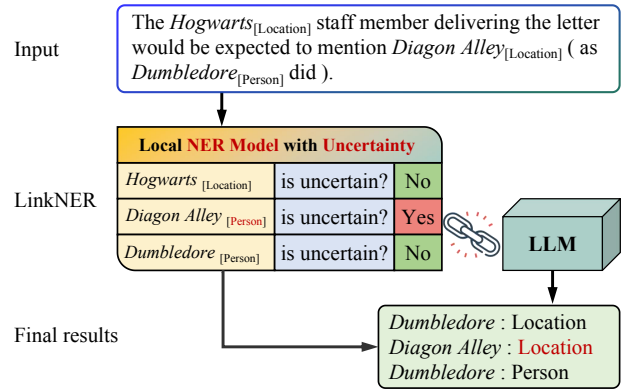 Input
The Hogwarts[Location] staff member delivering the letter
would be expected to mention Diagon Alley[Location] ( as
Dumbledore[Person] did ).
LinkNER
Local NER Model with Uncertainty
Hogwarts [Location] is uncertain? No
Diagon Alley [Person] is uncertain? Yes
Dumbledore [Person] is uncertain? No
LLM
Final results
Dumbledore : Location
Diagon Alley : Location
Dumbledore : Person